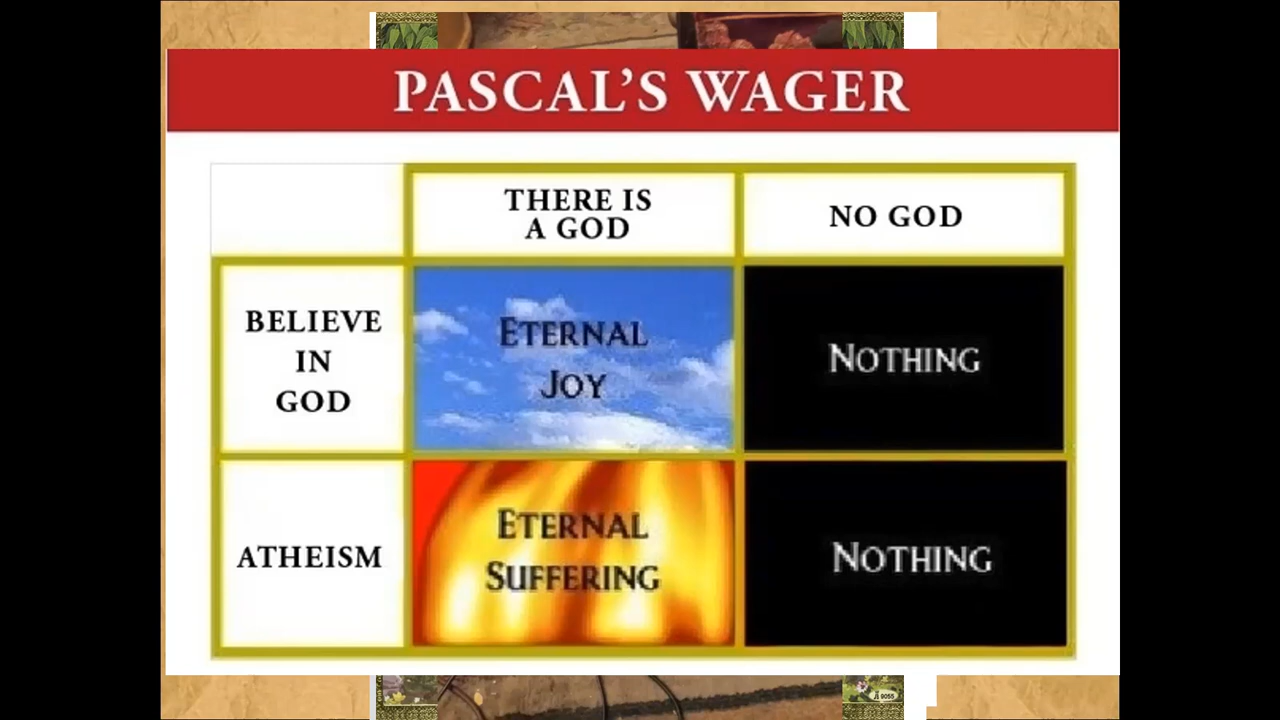 PASCAL'S WAGER
THERE IS
A GOD
NO GOD
BELIEVE
IN
GOD
ETERNAL
JOY
NOTHING
ATHEISM
ETERNAL
SUFFERING
NOTHING